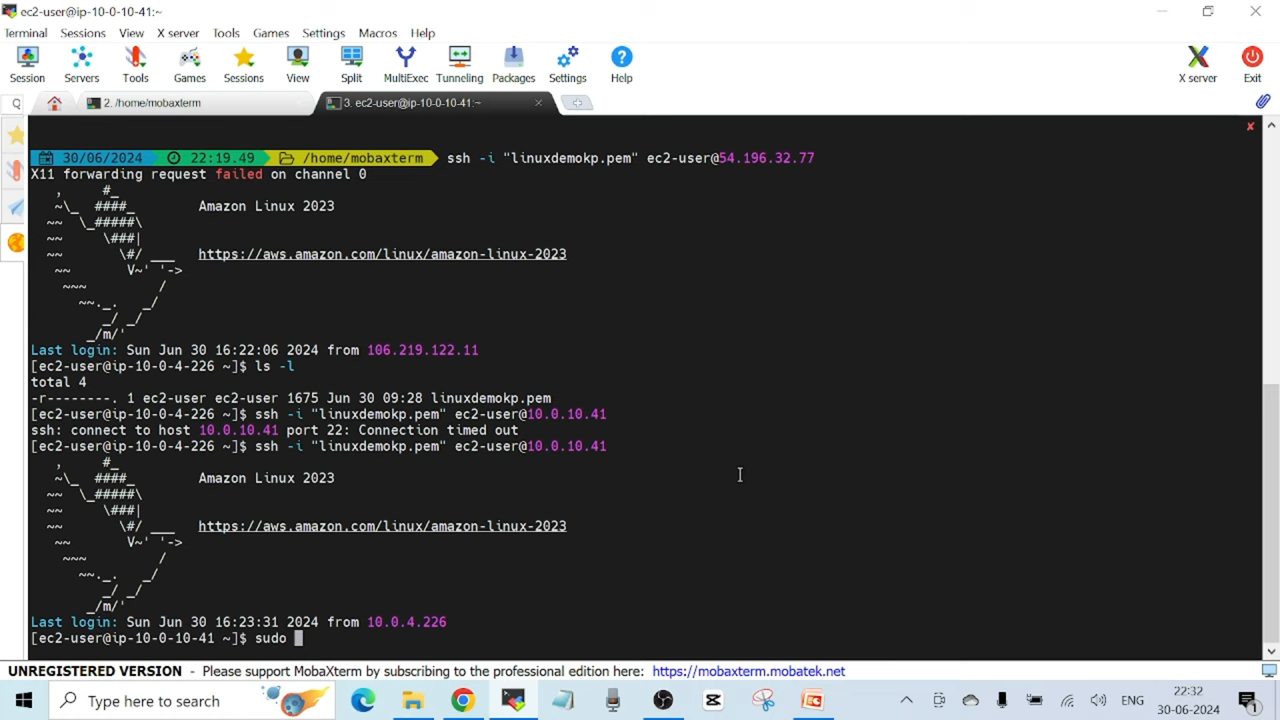 ec2-user@ip-10-0-10-41:~
Terminal Sessions View X server Tools Games Settings Macros Help
Session Servers Tools Games Sessions View Split MultiExec Tunneling Packages Settings Help X server Exit
2. /home/mobaxterm 3. ec2-user@ip-10-0-10-41:~
30/06/2024 22:19.49 /home/mobaxterm ssh -i "linuxdemokp.pem" ec2-user@54.196.32.77
X11 forwarding request failed on channel 0
   ,     #_
   ~\_  ####_        Amazon Linux 2023
  ~~  \_#####\
  ~~     \###|
  ~~       \#/ ___   https://aws.amazon.com/linux/amazon-linux-2023
   ~~       V~' '->
    ~~~         /
      ~~._.   _/
         _/ _/
       _/m/'
Last login: Sun Jun 30 16:22:06 2024 from 106.219.122.11
[ec2-user@ip-10-0-4-226 ~]$ ls -l
total 4
-r--------. 1 ec2-user ec2-user 1675 Jun 30 09:28 linuxdemokp.pem
[ec2-user@ip-10-0-4-226 ~]$ ssh -i "linuxdemokp.pem" ec2-user@10.0.10.41
ssh: connect to host 10.0.10.41 port 22: Connection timed out
[ec2-user@ip-10-0-4-226 ~]$ ssh -i "linuxdemokp.pem" ec2-user@10.0.10.41
   ,     #_
   ~\_  ####_        Amazon Linux 2023
  ~~  \_#####\
  ~~     \###|
  ~~       \#/ ___   https://aws.amazon.com/linux/amazon-linux-2023
   ~~       V~' '->
    ~~~         /
      ~~._.   _/
         _/ _/
       _/m/'
Last login: Sun Jun 30 16:23:31 2024 from 10.0.4.226
[ec2-user@ip-10-0-10-41 ~]$ sudo
UNREGISTERED VERSION - Please support MobaXterm by subscribing to the professional edition here: https://mobaxterm.mobatek.net
Type here to search
ENG
22:32
30-06-2024